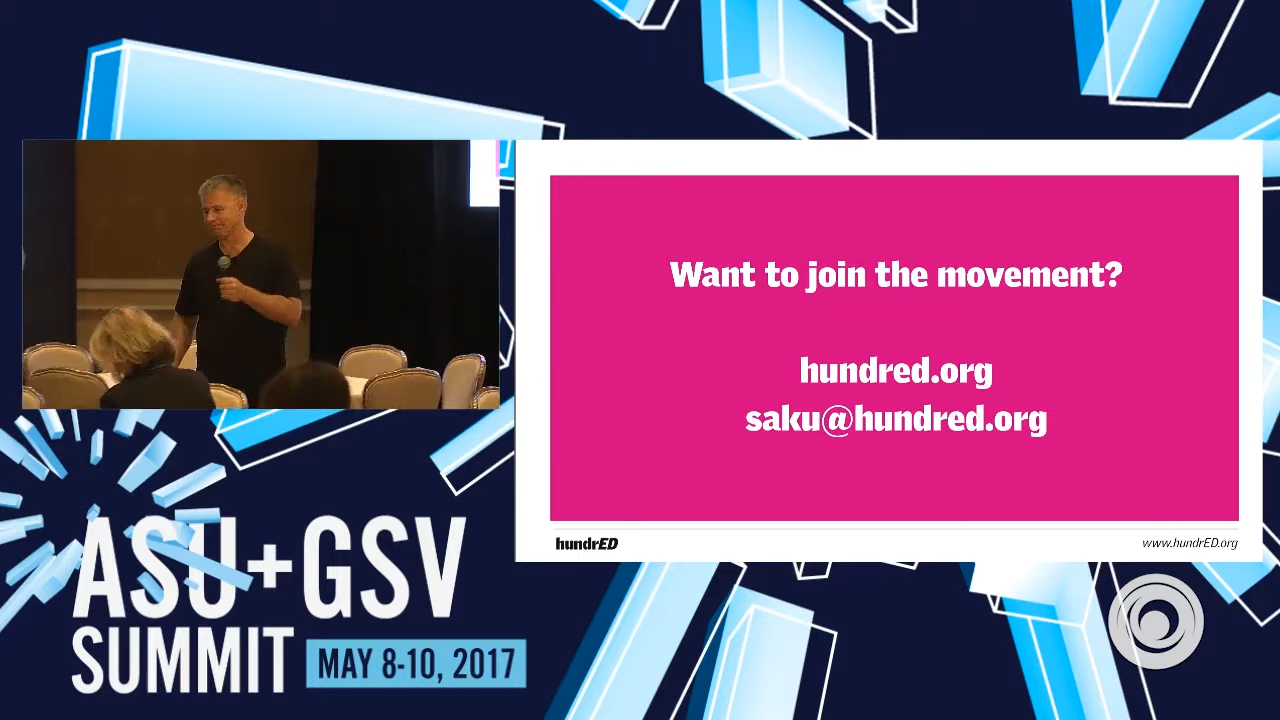 Want to join the movement?
hundred.org
saku@hundred.org
hundrED
www.hundrED.org
ASU+GSV
SUMMIT
MAY 8-10, 2017